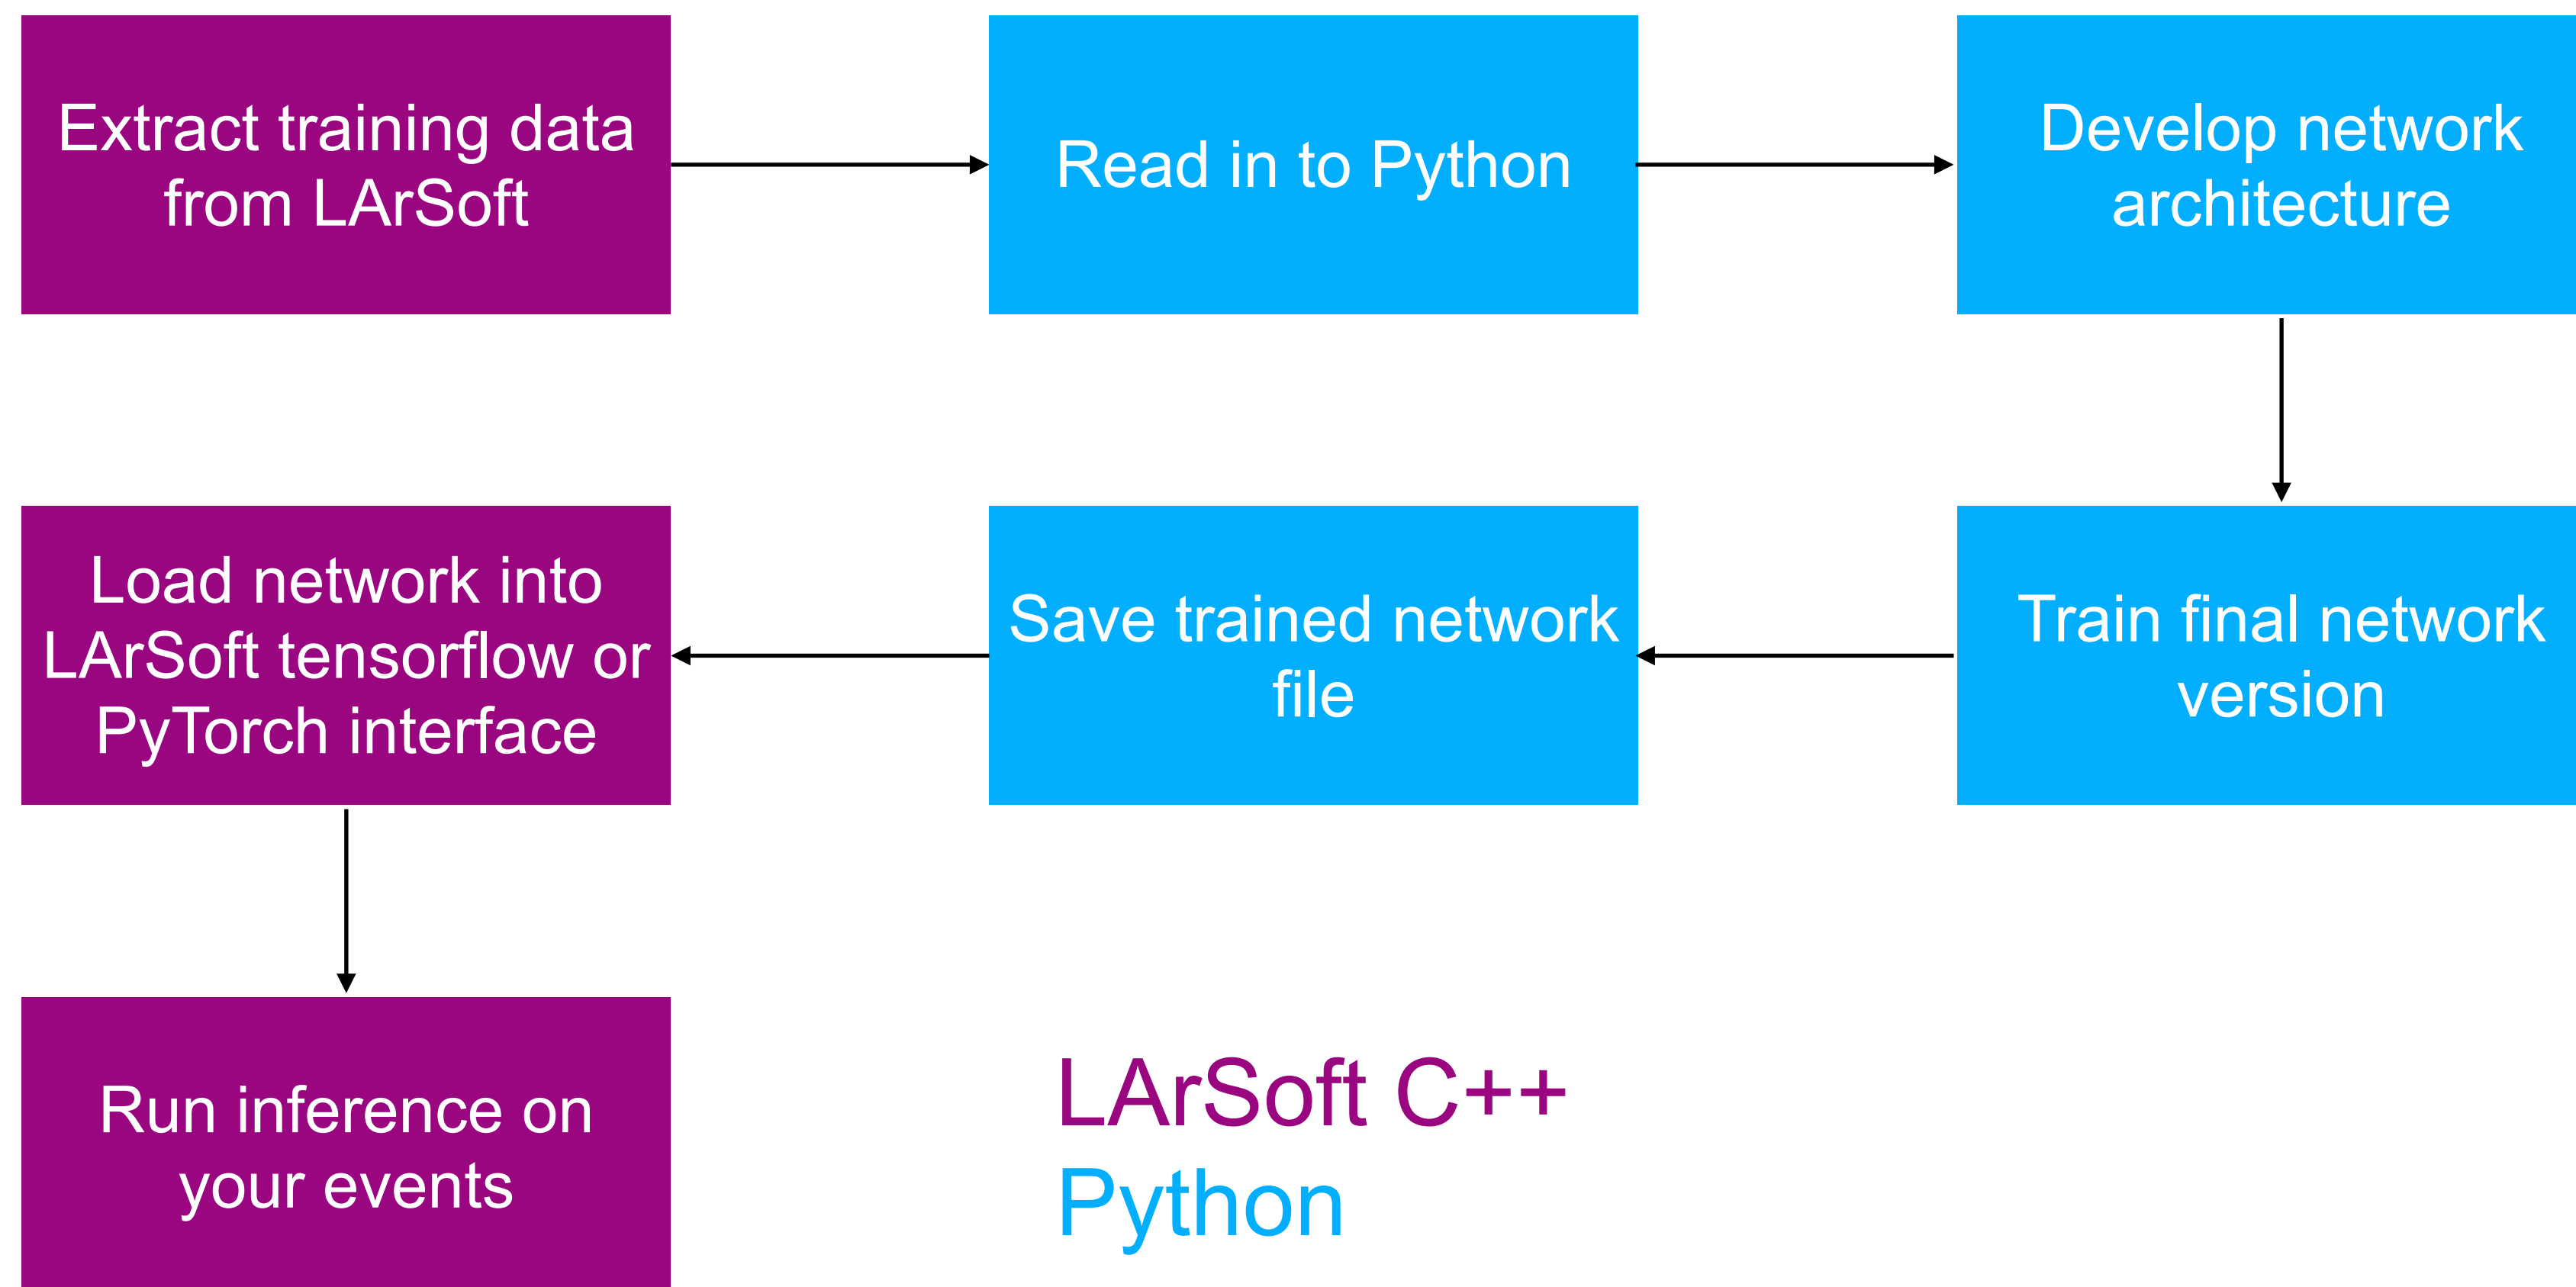 Extract training data
from LArSoft
Read in to Python
Develop network
architecture
Load network into
LArSoft tensorflow or
PyTorch interface
Save trained network
file
Train final network
version
Run inference on
your events
LArSoft C++
Python